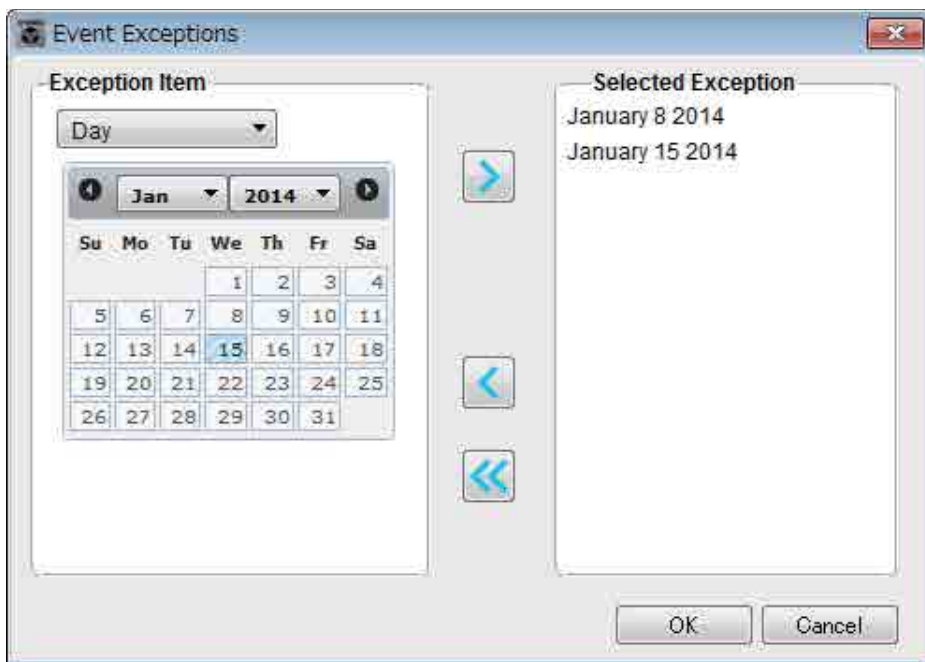 Event Exceptions
Exception Item
Day
Jan 2014
Su Mo Tu We Th Fr Sa
1 2 3 4
5 6 7 8 9 10 11
12 13 14 15 16 17 18
19 20 21 22 23 24 25
26 27 28 29 30 31
Selected Exception
January 8 2014
January 15 2014
OK Cancel